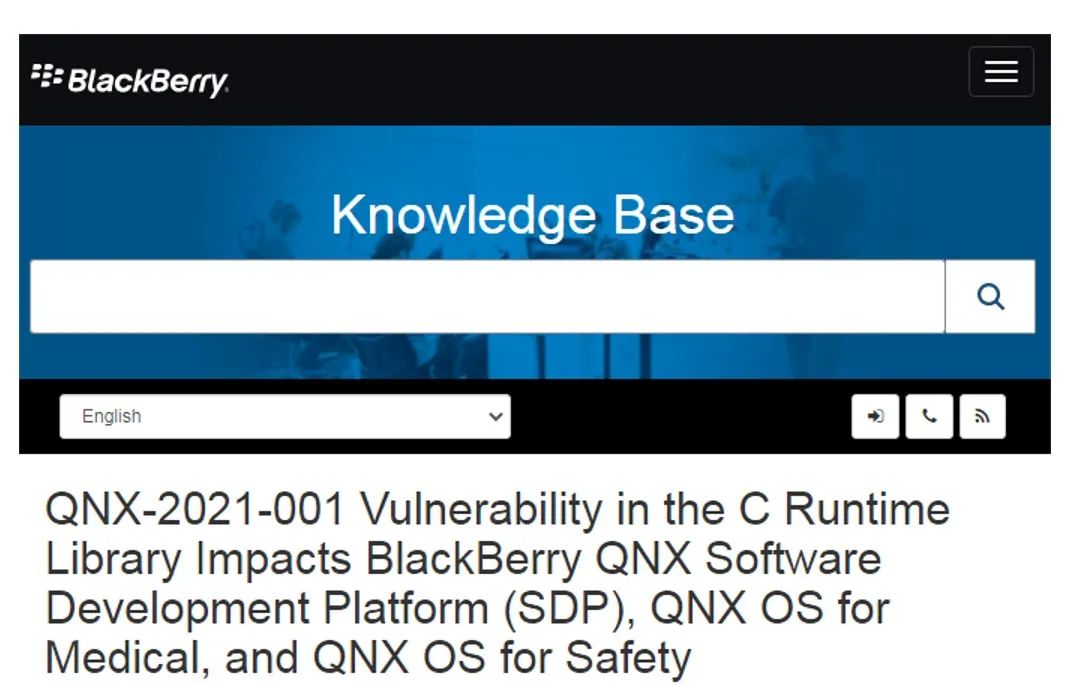 BlackBerry
Knowledge Base
English
QNX-2021-001 Vulnerability in the C Runtime
Library Impacts BlackBerry QNX Software
Development Platform (SDP), QNX OS for
Medical, and QNX OS for Safety